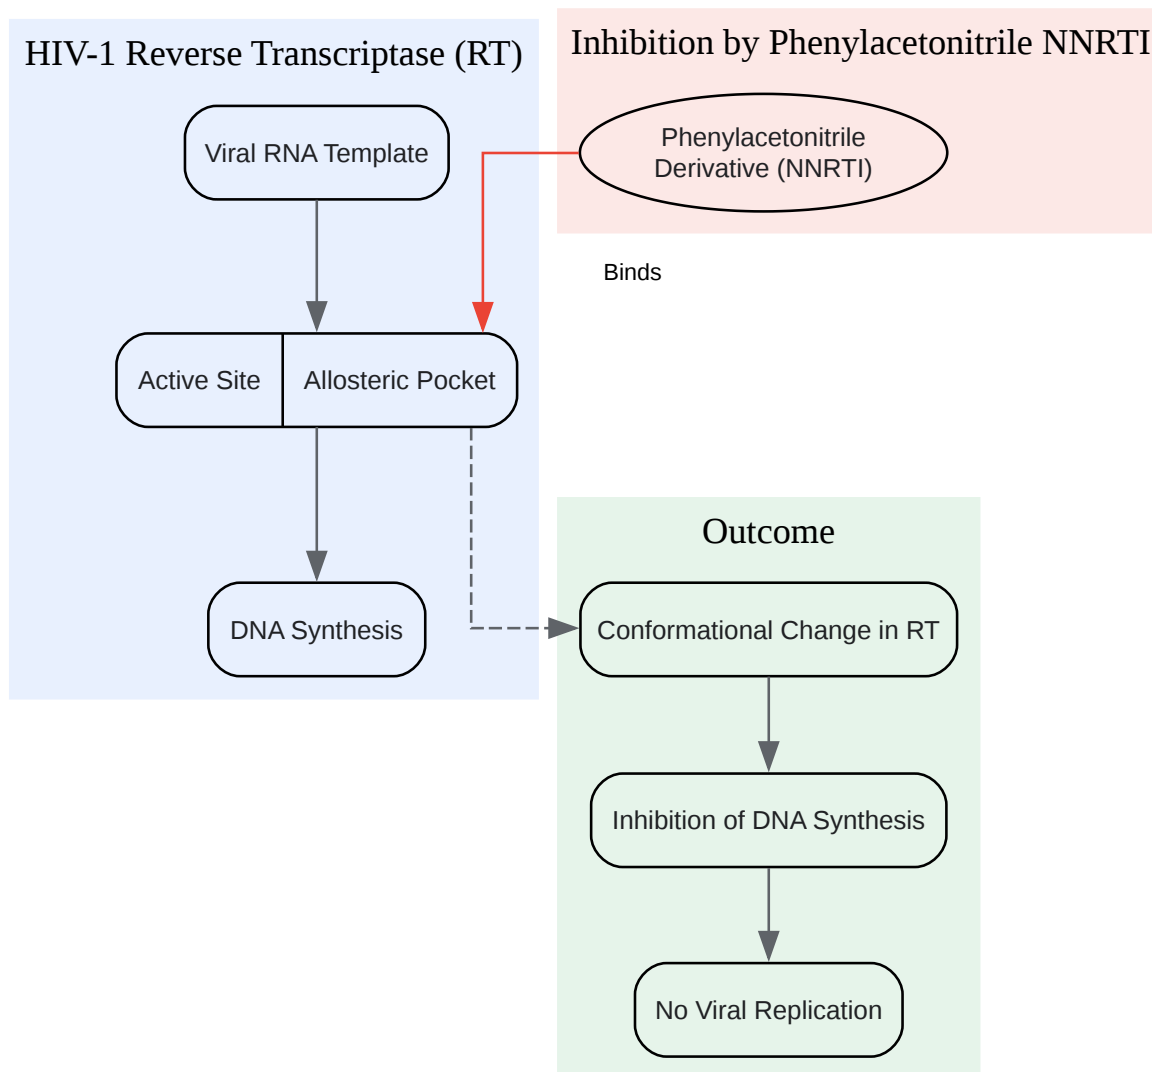 HIV-1 Reverse Transcriptase (RT)
Viral RNA Template
Active Site
Allosteric Pocket
DNA Synthesis
Inhibition by Phenylacetonitrile NNRTI
Phenylacetonitrile
Derivative (NNRTI)
Binds
Outcome
Conformational Change in RT
Inhibition of DNA Synthesis
No Viral Replication